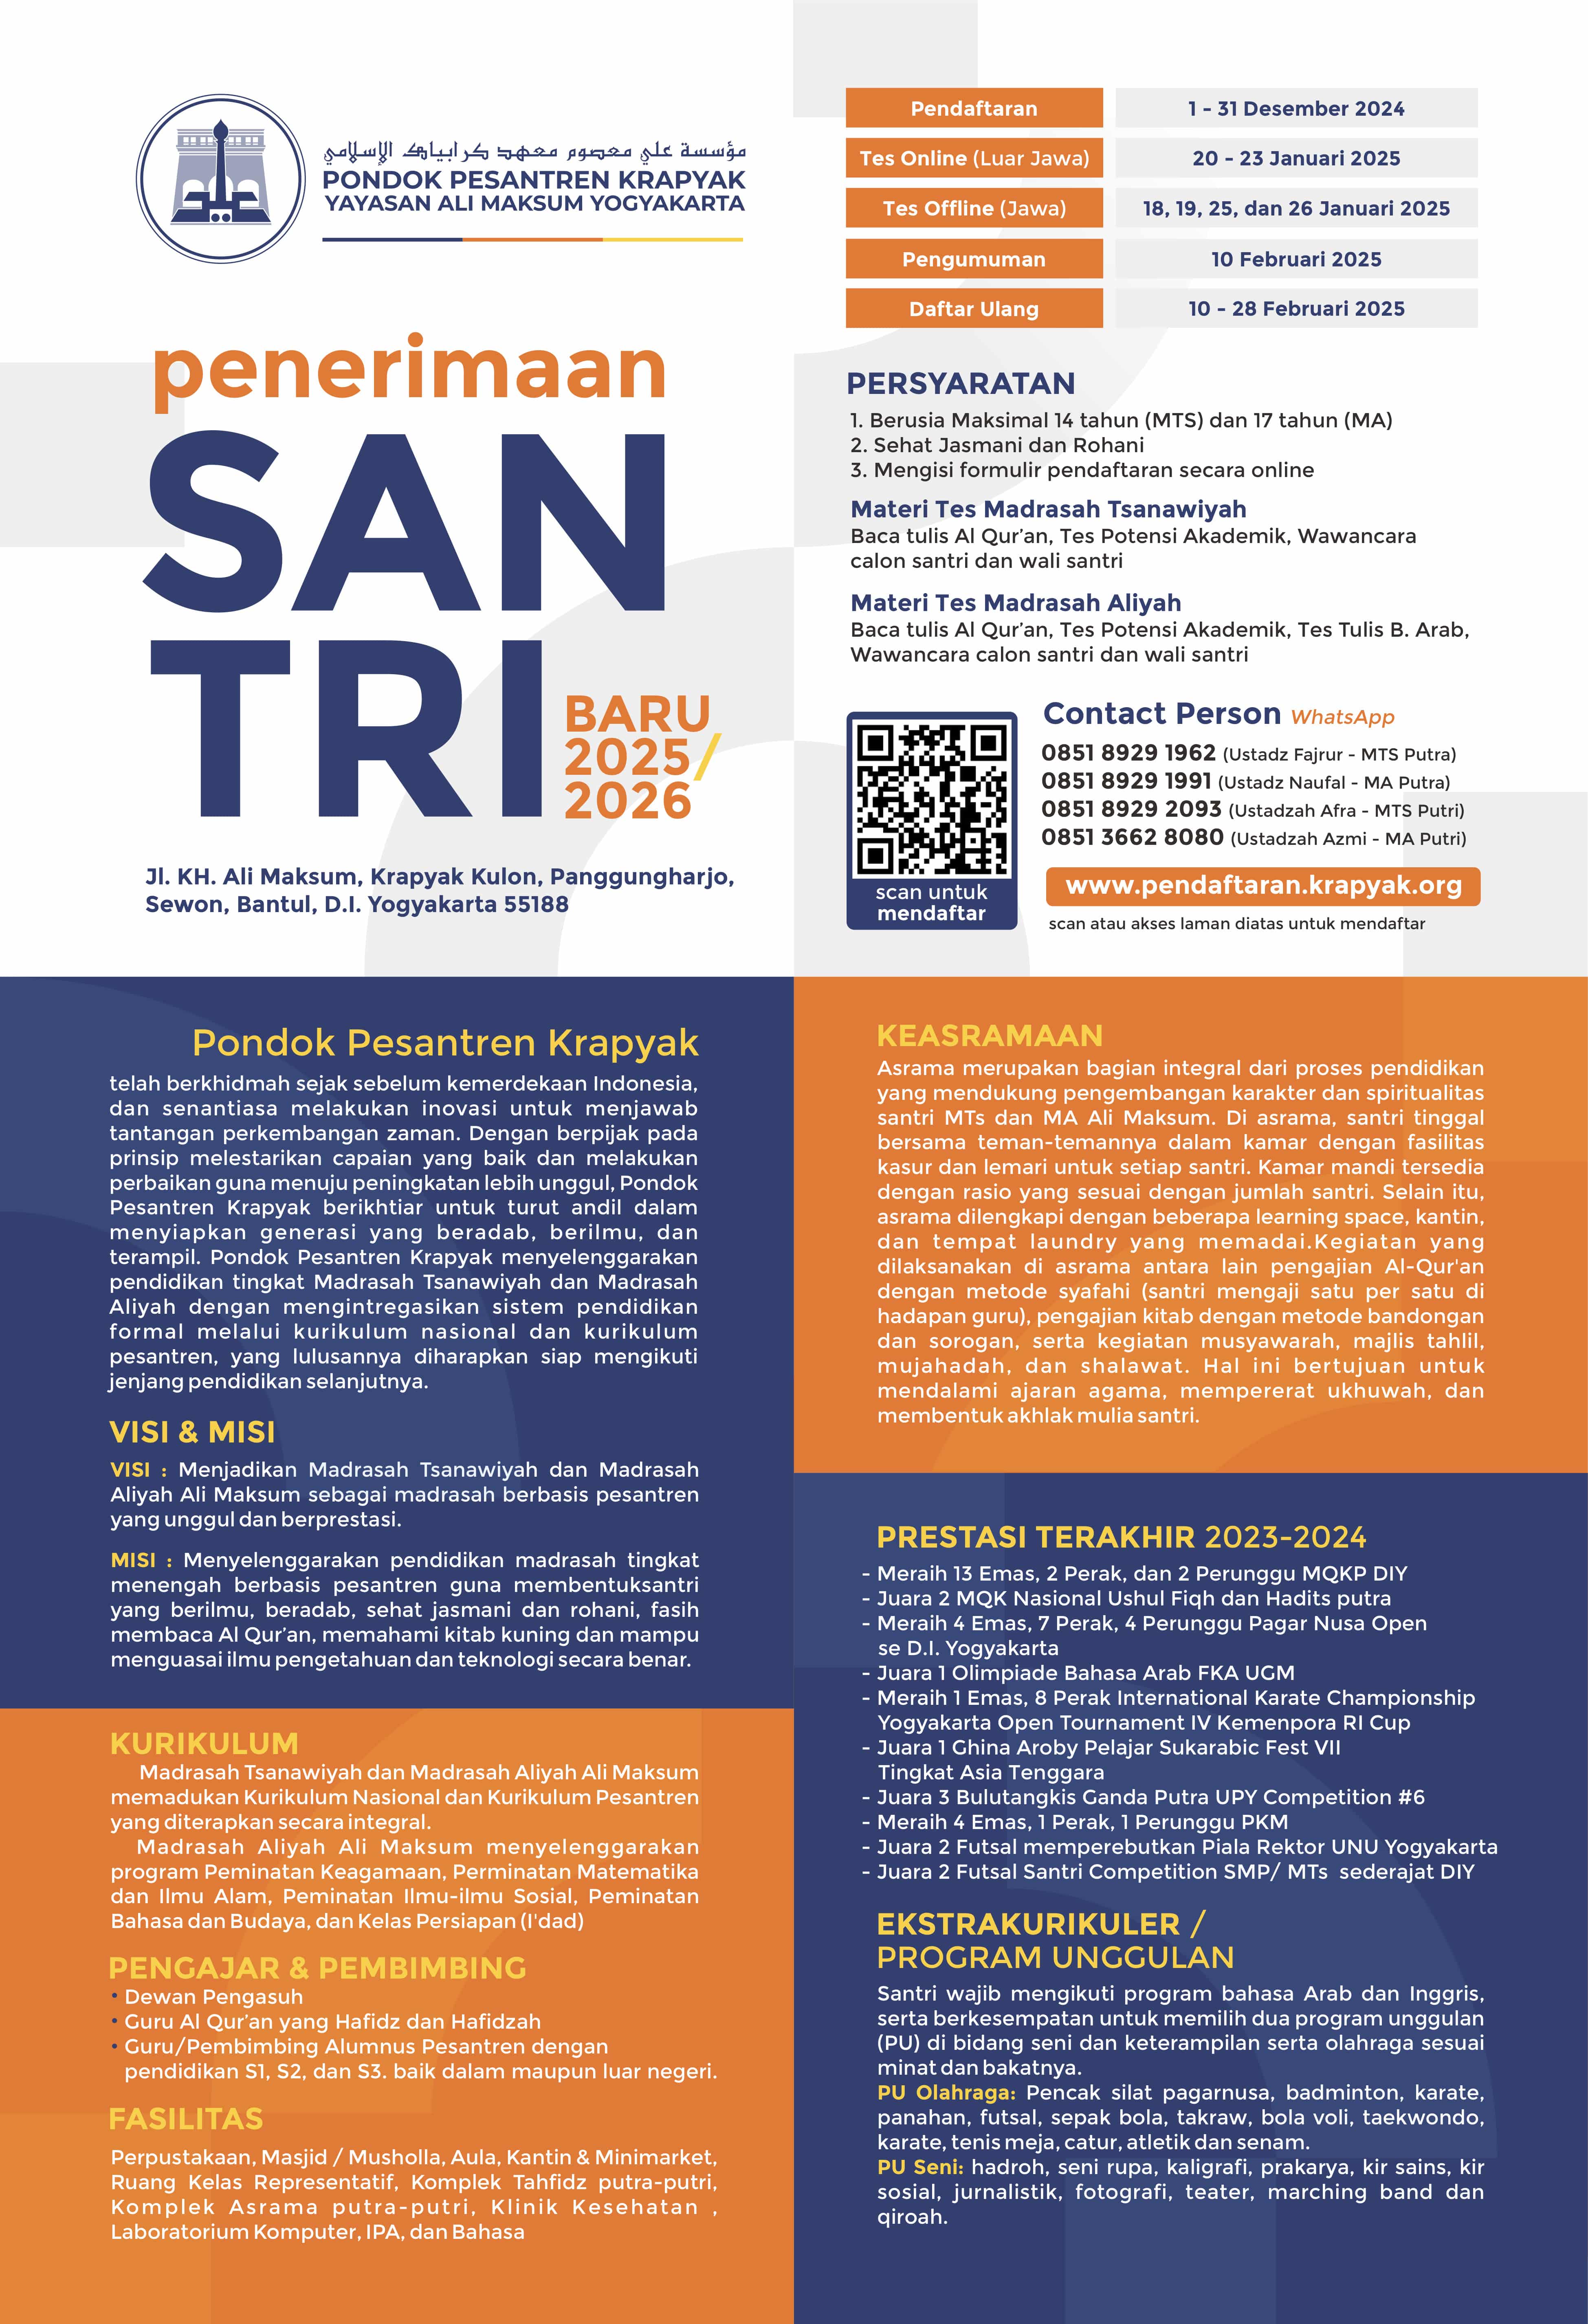 مؤسسة علي معصوم معهد كرابياك الإسلامي
PONDOK PESANTREN KRAPYAK
YAYASAN ALI MAKSUM YOGYAKARTA
penerimaan
SAN
TRI
BARU
2025/
2026
Jl. KH. Ali Maksum, Krapyak Kulon, Panggungharjo,
Sewon, Bantul, D.I. Yogyakarta 55188
Pendaftaran 1 - 31 Desember 2024
Tes Online (Luar Jawa) 20 - 23 Januari 2025
Tes Offline (Jawa) 18, 19, 25, dan 26 Januari 2025
Pengumuman 10 Februari 2025
Daftar Ulang 10 - 28 Februari 2025
PERSYARATAN
1. Berusia Maksimal 14 tahun (MTS) dan 17 tahun (MA)
2. Sehat Jasmani dan Rohani
3. Mengisi formulir pendaftaran secara online
Materi Tes Madrasah Tsanawiyah
Baca tulis Al Qur’an, Tes Potensi Akademik, Wawancara
calon santri dan wali santri
Materi Tes Madrasah Aliyah
Baca tulis Al Qur’an, Tes Potensi Akademik, Tes Tulis B. Arab,
Wawancara calon santri dan wali santri
scan untuk
mendaftar
Contact Person WhatsApp
0851 8929 1962 (Ustadz Fajrur - MTS Putra)
0851 8929 1991 (Ustadz Naufal - MA Putra)
0851 8929 2093 (Ustadzah Afra - MTS Putri)
0851 3662 8080 (Ustadzah Azmi - MA Putri)
www.pendaftaran.krapyak.org
scan atau akses laman diatas untuk mendaftar
Pondok Pesantren Krapyak
telah berkhidmah sejak sebelum kemerdekaan Indonesia,
dan senantiasa melakukan inovasi untuk menjawab
tantangan perkembangan zaman. Dengan berpijak pada
prinsip melestarikan capaian yang baik dan melakukan
perbaikan guna menuju peningkatan lebih unggul, Pondok
Pesantren Krapyak berikhtiar untuk turut andil dalam
menyiapkan generasi yang beradab, berilmu, dan
terampil. Pondok Pesantren Krapyak menyelenggarakan
pendidikan tingkat Madrasah Tsanawiyah dan Madrasah
Aliyah dengan mengintregasikan sistem pendidikan
formal melalui kurikulum nasional dan kurikulum
pesantren, yang lulusannya diharapkan siap mengikuti
jenjang pendidikan selanjutnya.
VISI & MISI
VISI : Menjadikan Madrasah Tsanawiyah dan Madrasah
Aliyah Ali Maksum sebagai madrasah berbasis pesantren
yang unggul dan berprestasi.
MISI : Menyelenggarakan pendidikan madrasah tingkat
menengah berbasis pesantren guna membentuksantri
yang berilmu, beradab, sehat jasmani dan rohani, fasih
membaca Al Qur’an, memahami kitab kuning dan mampu
menguasai ilmu pengetahuan dan teknologi secara benar.
KURIKULUM
Madrasah Tsanawiyah dan Madrasah Aliyah Ali Maksum
memadukan Kurikulum Nasional dan Kurikulum Pesantren
yang diterapkan secara integral.
Madrasah Aliyah Ali Maksum menyelenggarakan
program Peminatan Keagamaan, Perminatan Matematika
dan Ilmu Alam, Peminatan Ilmu-ilmu Sosial, Peminatan
Bahasa dan Budaya, dan Kelas Persiapan (I'dad)
PENGAJAR & PEMBIMBING
• Dewan Pengasuh
• Guru Al Qur’an yang Hafidz dan Hafidzah
• Guru/Pembimbing Alumnus Pesantren dengan
pendidikan S1, S2, dan S3. baik dalam maupun luar negeri.
FASILITAS
Perpustakaan, Masjid / Musholla, Aula, Kantin & Minimarket,
Ruang Kelas Representatif, Komplek Tahfidz putra-putri,
Komplek Asrama putra-putri, Klinik Kesehatan ,
Laboratorium Komputer, IPA, dan Bahasa
KEASRAMAAN
Asrama merupakan bagian integral dari proses pendidikan
yang mendukung pengembangan karakter dan spiritualitas
santri MTs dan MA Ali Maksum. Di asrama, santri tinggal
bersama teman-temannya dalam kamar dengan fasilitas
kasur dan lemari untuk setiap santri. Kamar mandi tersedia
dengan rasio yang sesuai dengan jumlah santri. Selain itu,
asrama dilengkapi dengan beberapa learning space, kantin,
dan tempat laundry yang memadai.Kegiatan yang
dilaksanakan di asrama antara lain pengajian Al-Qur'an
dengan metode syafahi (santri mengaji satu per satu di
hadapan guru), pengajian kitab dengan metode bandongan
dan sorogan, serta kegiatan musyawarah, majlis tahlil,
mujahadah, dan shalawat. Hal ini bertujuan untuk
mendalami ajaran agama, mempererat ukhuwah, dan
membentuk akhlak mulia santri.
PRESTASI TERAKHIR 2023-2024
- Meraih 13 Emas, 2 Perak, dan 2 Perunggu MQKP DIY
- Juara 2 MQK Nasional Ushul Fiqh dan Hadits putra
- Meraih 4 Emas, 7 Perak, 4 Perunggu Pagar Nusa Open
se D.I. Yogyakarta
- Juara 1 Olimpiade Bahasa Arab FKA UGM
- Meraih 1 Emas, 8 Perak International Karate Championship
Yogyakarta Open Tournament IV Kemenpora RI Cup
- Juara 1 Ghina Aroby Pelajar Sukarabic Fest VII
Tingkat Asia Tenggara
- Juara 3 Bulutangkis Ganda Putra UPY Competition #6
- Meraih 4 Emas, 1 Perak, 1 Perunggu PKM
- Juara 2 Futsal memperebutkan Piala Rektor UNU Yogyakarta
- Juara 2 Futsal Santri Competition SMP/ MTs sederajat DIY
EKSTRAKURIKULER /
PROGRAM UNGGULAN
Santri wajib mengikuti program bahasa Arab dan Inggris,
serta berkesempatan untuk memilih dua program unggulan
(PU) di bidang seni dan keterampilan serta olahraga sesuai
minat dan bakatnya.
PU Olahraga: Pencak silat pagarnusa, badminton, karate,
panahan, futsal, sepak bola, takraw, bola voli, taekwondo,
karate, tenis meja, catur, atletik dan senam.
PU Seni: hadroh, seni rupa, kaligrafi, prakarya, kir sains, kir
sosial, jurnalistik, fotografi, teater, marching band dan
qiroah.